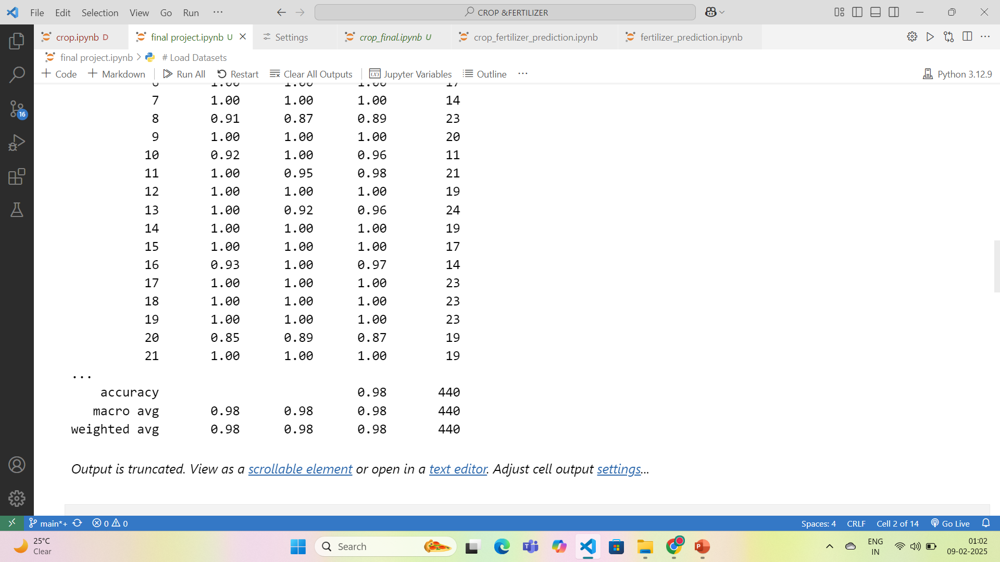 File Edit Selection View Go Run ··· CROP &FERTILIZER
crop.ipynb D final project.ipynb U Settings crop_final.ipynb U crop_fertilizer_prediction.ipynb fertilizer_prediction.ipynb ···
final project.ipynb > # Load Datasets
+ Code + Markdown Run All Restart Clear All Outputs Jupyter Variables Outline ··· Python 3.12.9
6 1.00 1.00 1.00 17
7 1.00 1.00 1.00 14
8 0.91 0.87 0.89 23
9 1.00 1.00 1.00 20
10 0.92 1.00 0.96 11
11 1.00 0.95 0.98 21
12 1.00 1.00 1.00 19
13 1.00 0.92 0.96 24
14 1.00 1.00 1.00 19
15 1.00 1.00 1.00 17
16 0.93 1.00 0.97 14
17 1.00 1.00 1.00 23
18 1.00 1.00 1.00 23
19 1.00 1.00 1.00 23
20 0.85 0.89 0.87 19
21 1.00 1.00 1.00 19
...
accuracy 0.98 440
macro avg 0.98 0.98 0.98 440
weighted avg 0.98 0.98 0.98 440
Output is truncated. View as a scrollable element or open in a text editor. Adjust cell output settings...
16
main*+ 0 0 Spaces: 4 CRLF Cell 2 of 14 Go Live
25°C
Clear
Search
ENG
IN
01:02
09-02-2025